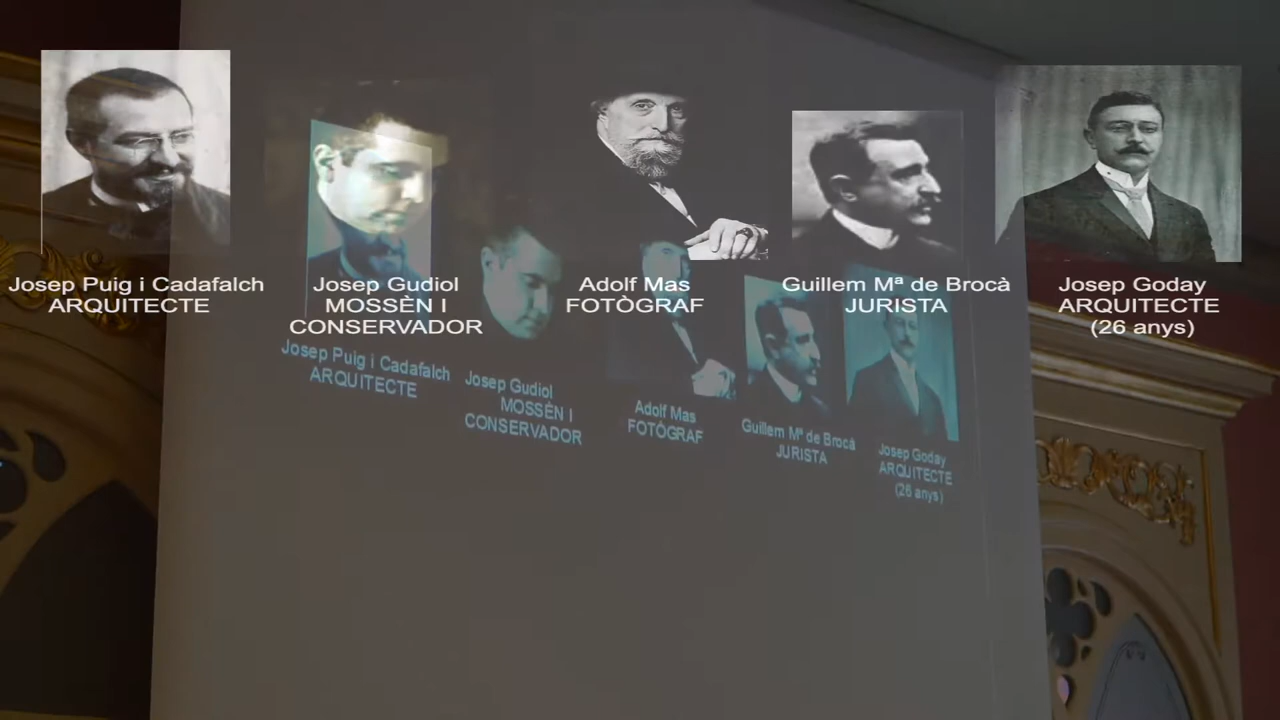 Josep Puig i Cadafalch
ARQUITECTE
Josep Gudiol
MOSSÈN I
CONSERVADOR
Adolf Mas
FOTÒGRAF
Guillem Mª de Brocà
JURISTA
Josep Goday
ARQUITECTE
(26 anys)
Josep Puig i Cadafalch
ARQUITECTE
Josep Gudiol
MOSSÈN I
CONSERVADOR
Adolf Mas
FOTÒGRAF
Guillem Mª de Brocà
JURISTA
Josep Goday
ARQUITECTE
(26 anys)